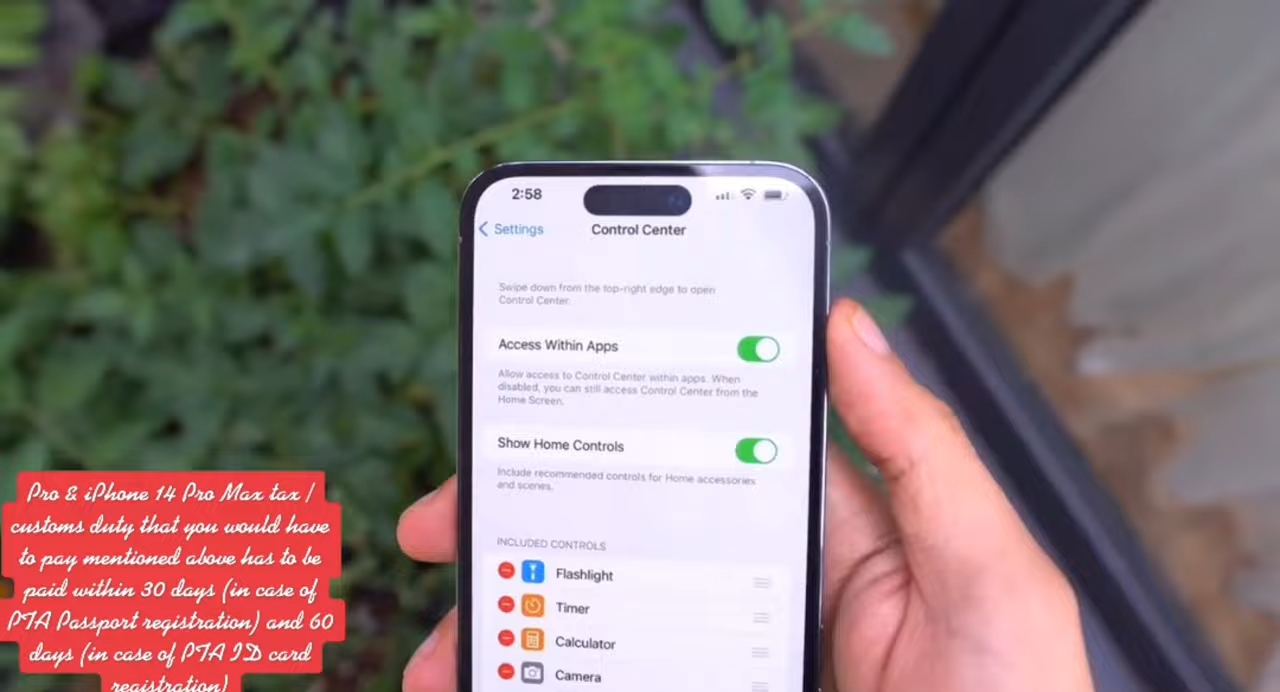 2:58
Settings
Control Center
Swipe down from the top-right edge to open
Control Center.
Access Within Apps
Allow access to Control Center within apps. When
disabled, you can still access Control Center from the
Home Screen.
Show Home Controls
Include recommended controls for Home accessories
and scenes.
INCLUDED CONTROLS
Flashlight
Timer
Calculator
Camera
Pro & iPhone 14 Pro Max tax /
customs duty that you would have
to pay mentioned above has to be
paid within 30 days (in case of
PTA Passport registration) and 60
days (in case of PTA ID card
registration)